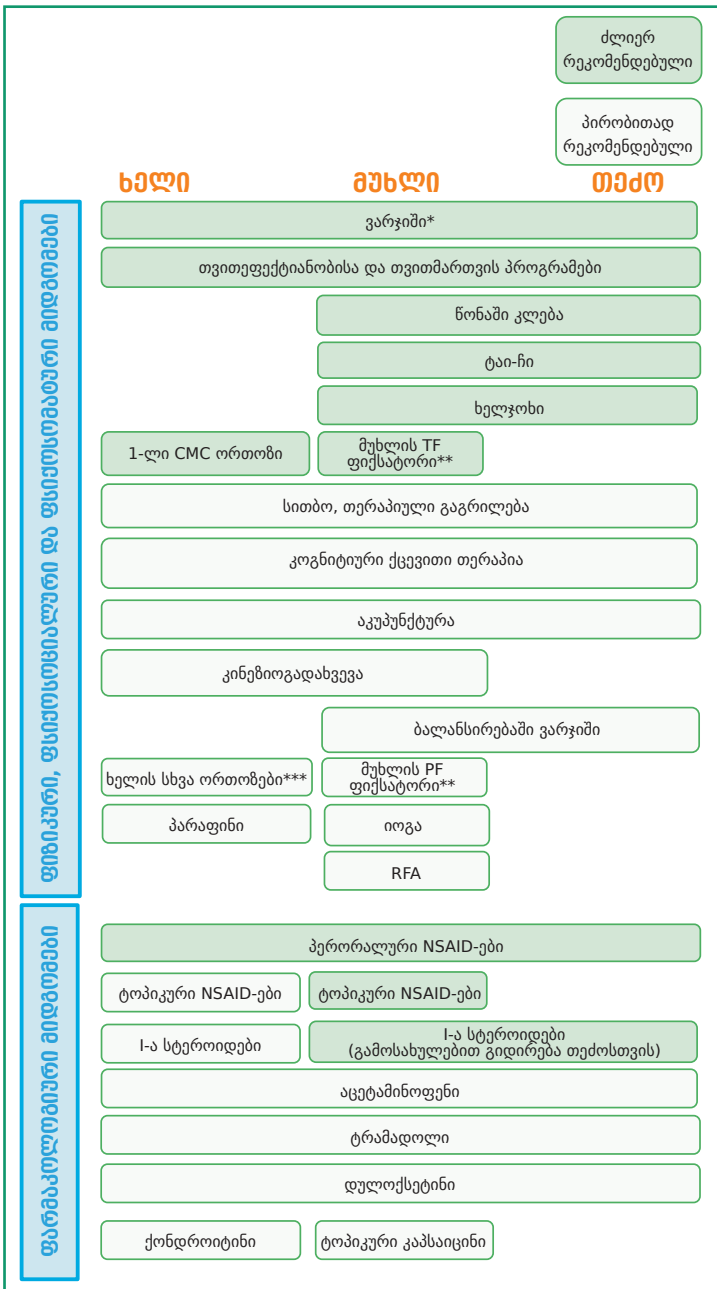 ძლიერ
რეკომენდებული
პირობითად
რეკომენდებული
ხელი მუხლი თეძო
ფიზიკური, ფსიქოსოციალური და ფსიქოსომატური მიდგომები
ვარჯიში*
თვითეფექტიანობისა და თვითმართვის პროგრამები
წონაში კლება
ტაი-ჩი
ხელჯოხი
1-ლი CMC ორთოზი
მუხლის TF
ფიქსატორი**
სითბო, თერაპიული გაგრილება
კოგნიტიური ქცევითი თერაპია
აკუპუნქტურა
კინეზიოგადახვევა
ბალანსირებაში ვარჯიში
ხელის სხვა ორთოზები***
მუხლის PF
ფიქსატორი**
პარაფინი
იოგა
RFA
ფარმაკოლოგიური მიდგომები
პერორალური NSAID-ები
ტოპიკური NSAID-ები
ტოპიკური NSAID-ები
I-ა სტეროიდები
I-ა სტეროიდები
(გამოსახულებით გიდირება თეძოსთვის)
აცეტამინოფენი
ტრამადოლი
დულოქსეტინი
ქონდროიტინი
ტოპიკური კაპსაიცინი